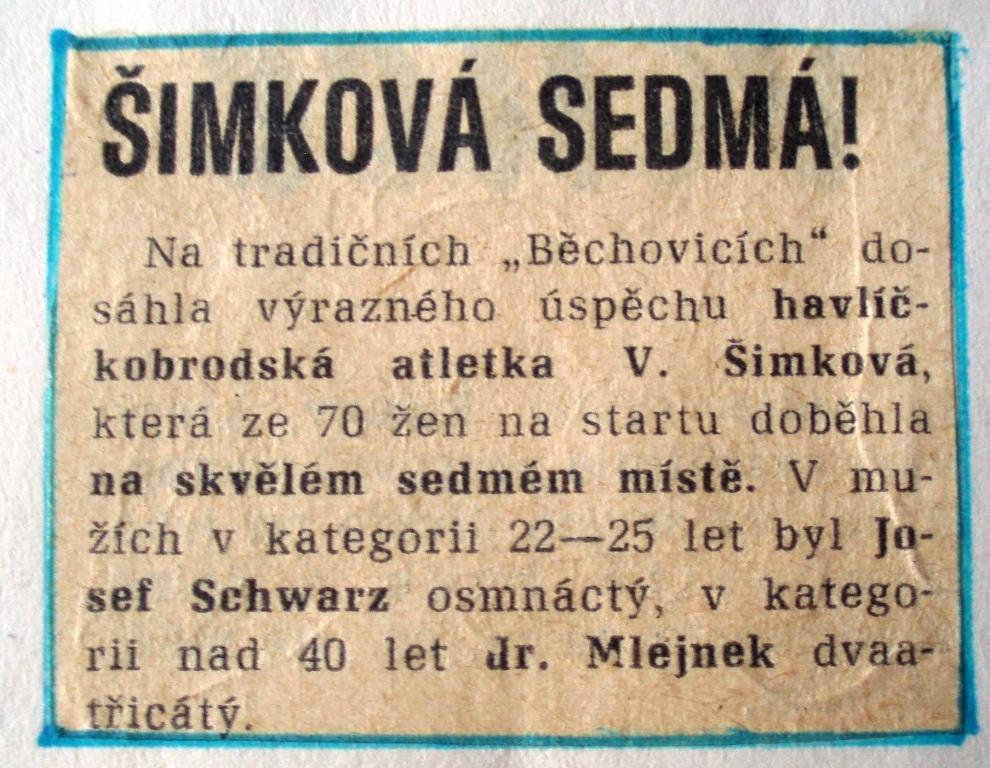 ŠIMKOVÁ SEDMÁ!
Na tradičních „Běchovicích“ do-
sáhla výrazného úspěchu havlíč-
kobrodská atletka V. Šimková,
která ze 70 žen na startu doběhla
na skvělém sedmém místě. V mu-
žích v kategorii 22—25 let byl Jo-
sef Schwarz osmnáctý, v katego-
rii nad 40 let Jr. Mlejnek dvaa-
třicátý.